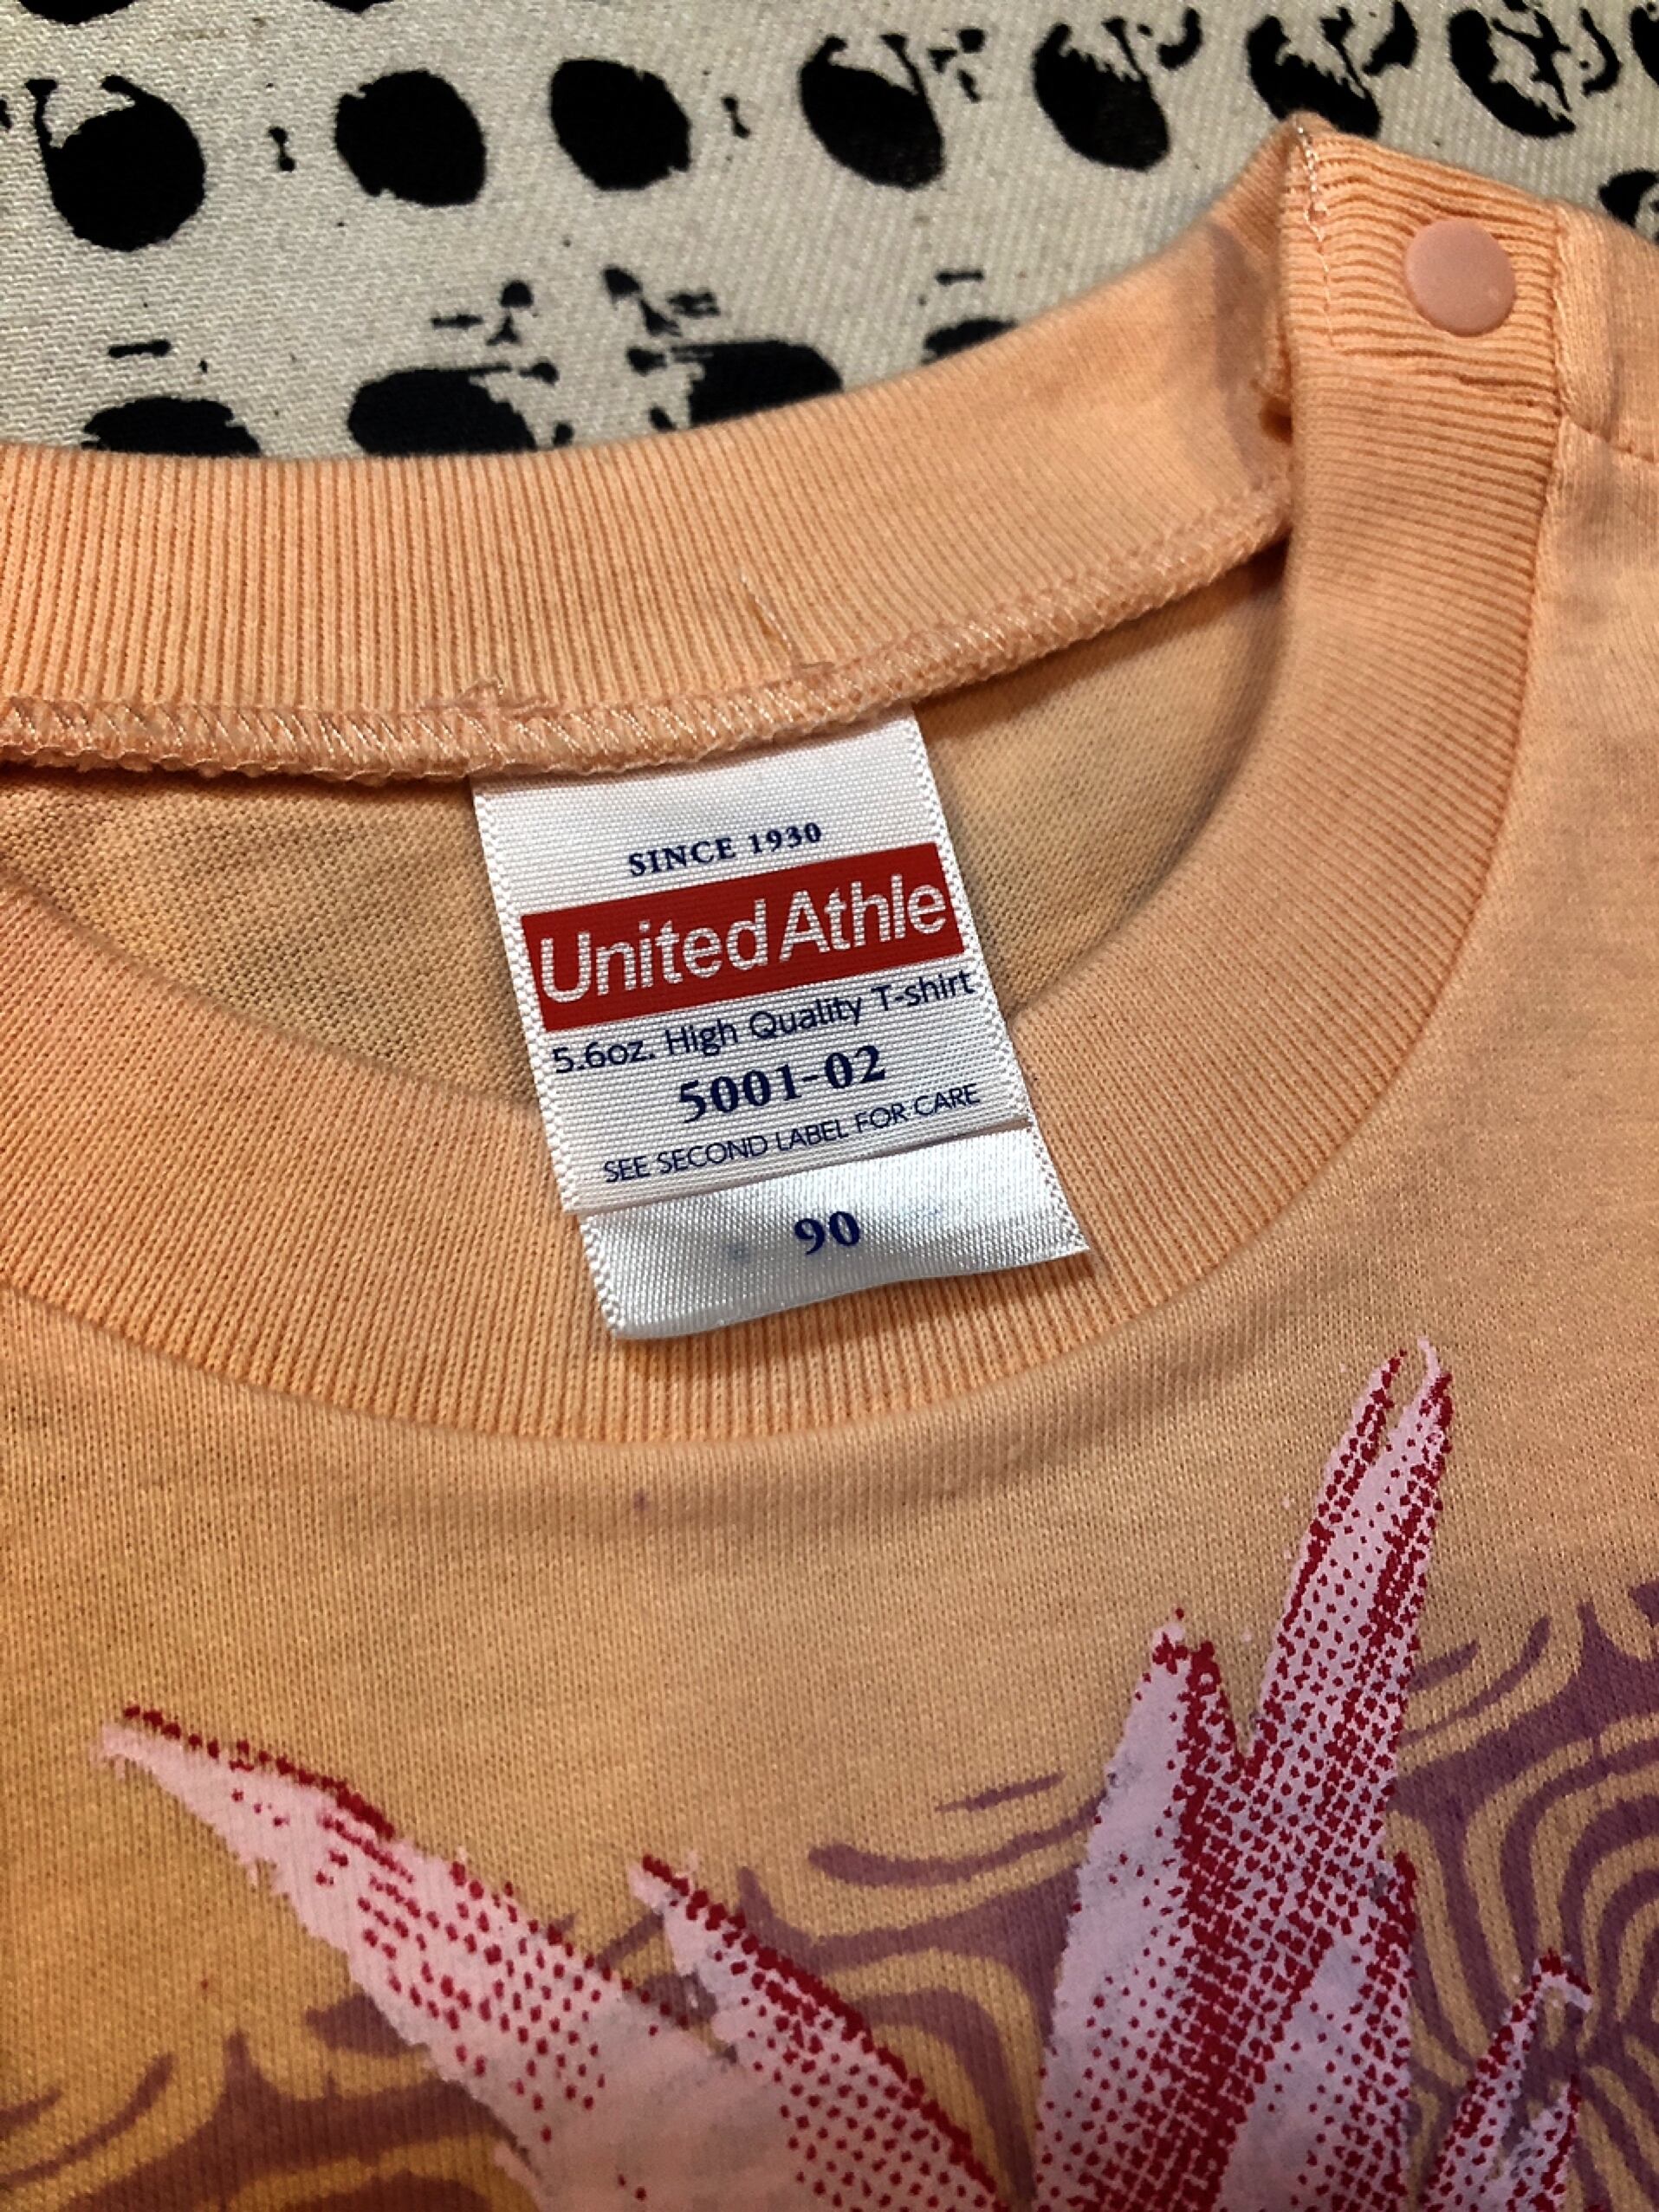 SINCE 1930
United Athle
5.6oz. High Quality T-shirt
5001-02
SEE SECOND LABEL FOR CARE
90